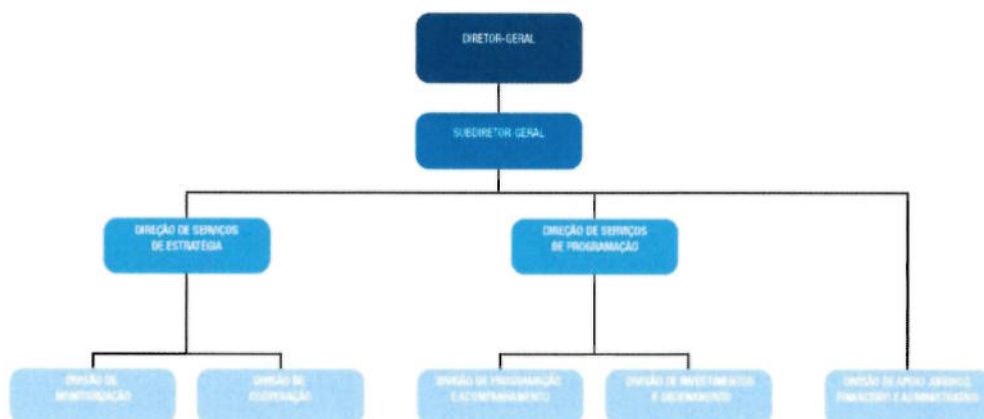 DIRETOR-GERAL
SUBDIRETOR-GERAL
DIREÇÃO DE SERVIÇOS
DE ESTRATÉGIA
DIREÇÃO DE SERVIÇOS
DE PROGRAMAÇÃO
DIVISÃO DE
MONITORIZAÇÃO
DIVISÃO DE
COOPERAÇÃO
DIVISÃO DE PROGRAMAÇÃO
E ACOMPANHAMENTO
DIVISÃO DE INVESTIMENTOS
E ORDENAMENTO
DIVISÃO DE APOIO JURÍDICO,
FINANCEIRO E ADMINISTRATIVO